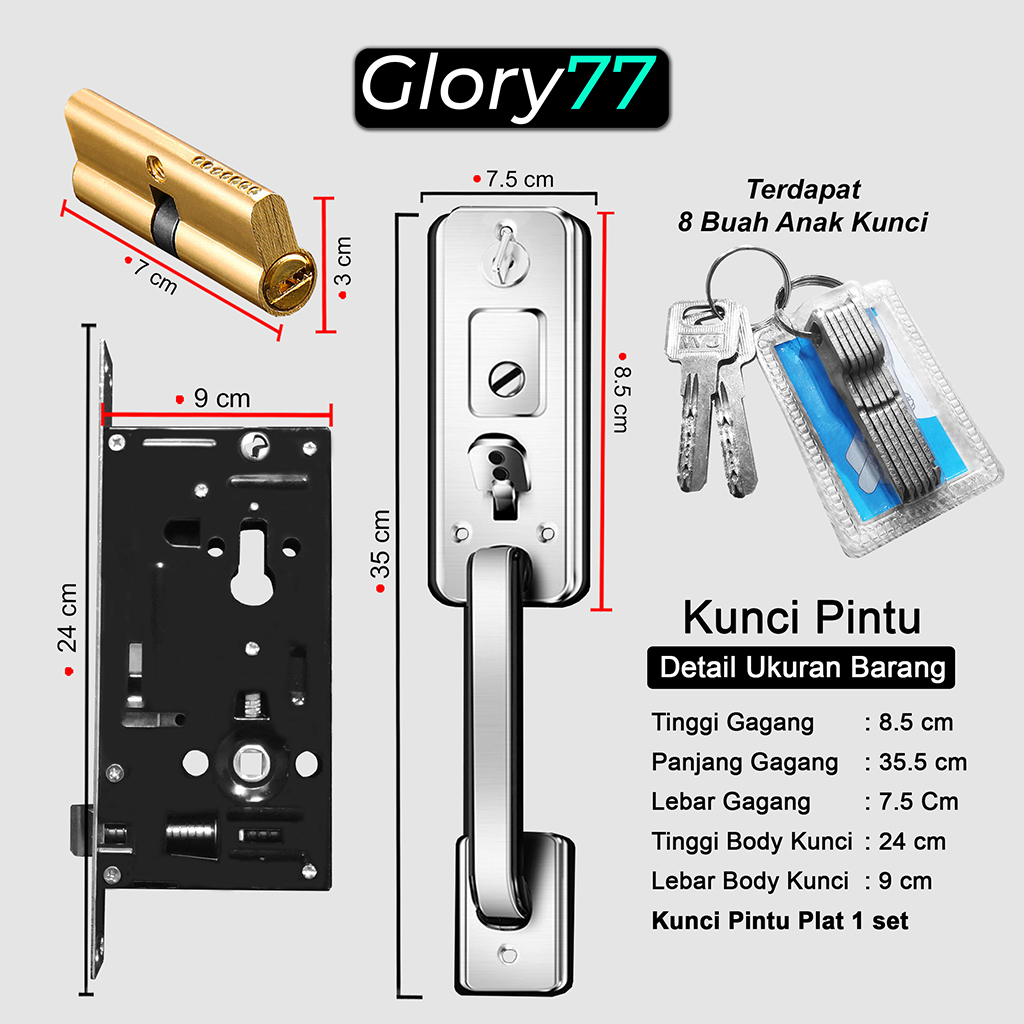 Glory77
7.5 cm
Terdapat
8 Buah Anak Kunci
7 cm
3 cm
9 cm
8.5 cm
35 cm
24 cm
Kunci Pintu
Detail Ukuran Barang
Tinggi Gagang : 8.5 cm
Panjang Gagang : 35.5 cm
Lebar Gagang : 7.5 Cm
Tinggi Body Kunci : 24 cm
Lebar Body Kunci : 9 cm
Kunci Pintu Plat 1 set